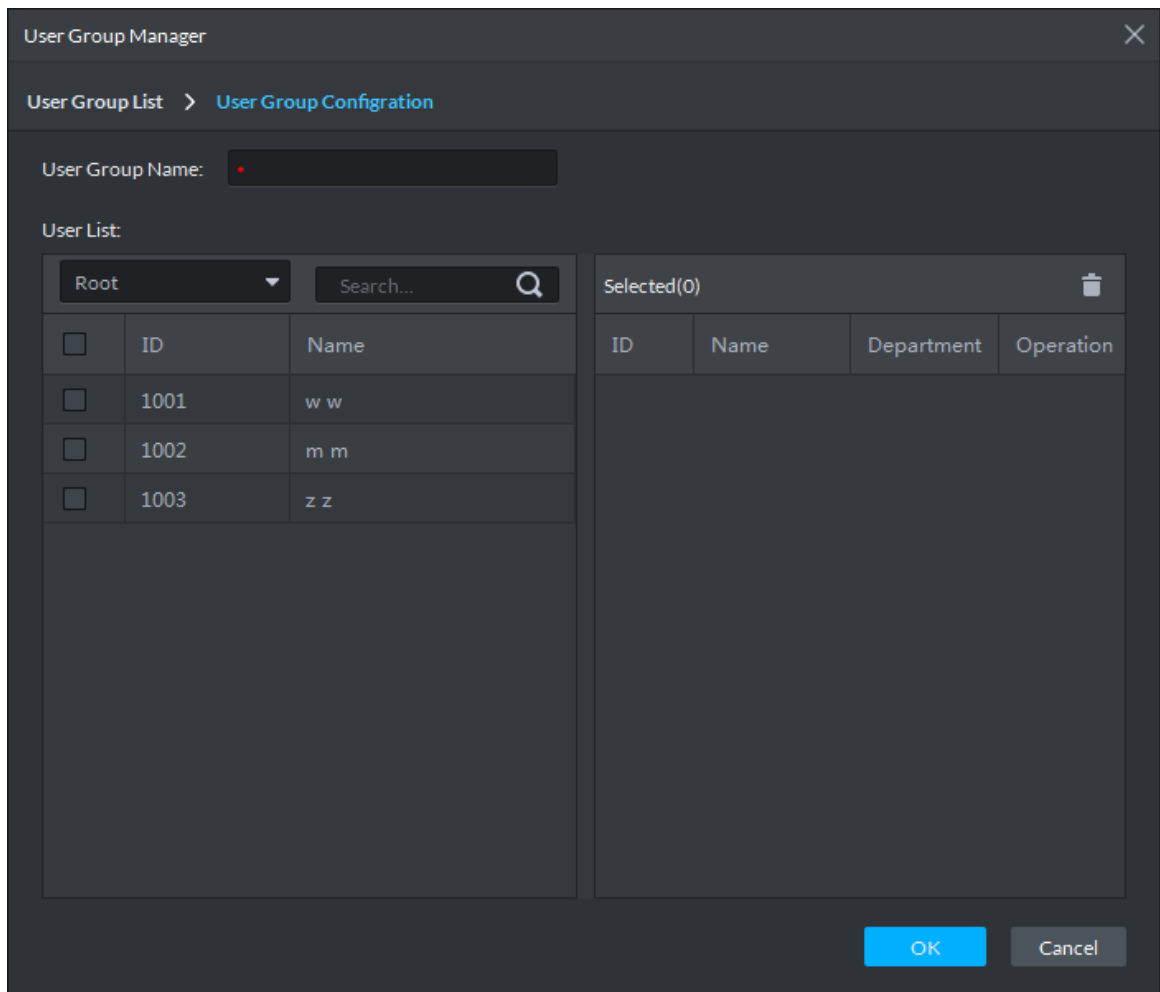 User Group Manager
User Group List > User Group Configration
User Group Name:
User List:
Root Search... Selected(0)
ID Name ID Name Department Operation
1001 w w
1002 m m
1003 z z
OK Cancel